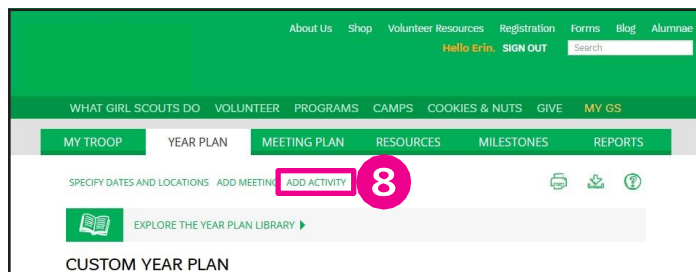 About Us Shop Volunteer Resources Registration Forms Blog Alumnae
Hello Erin. SIGN OUT Search
WHAT GIRL SCOUTS DO VOLUNTEER PROGRAMS CAMPS COOKIES & NUTS GIVE MY GS
MY TROOP YEAR PLAN MEETING PLAN RESOURCES MILESTONES REPORTS
SPECIFY DATES AND LOCATIONS ADD MEETING ADD ACTIVITY 8 ?
EXPLORE THE YEAR PLAN LIBRARY
CUSTOM YEAR PLAN